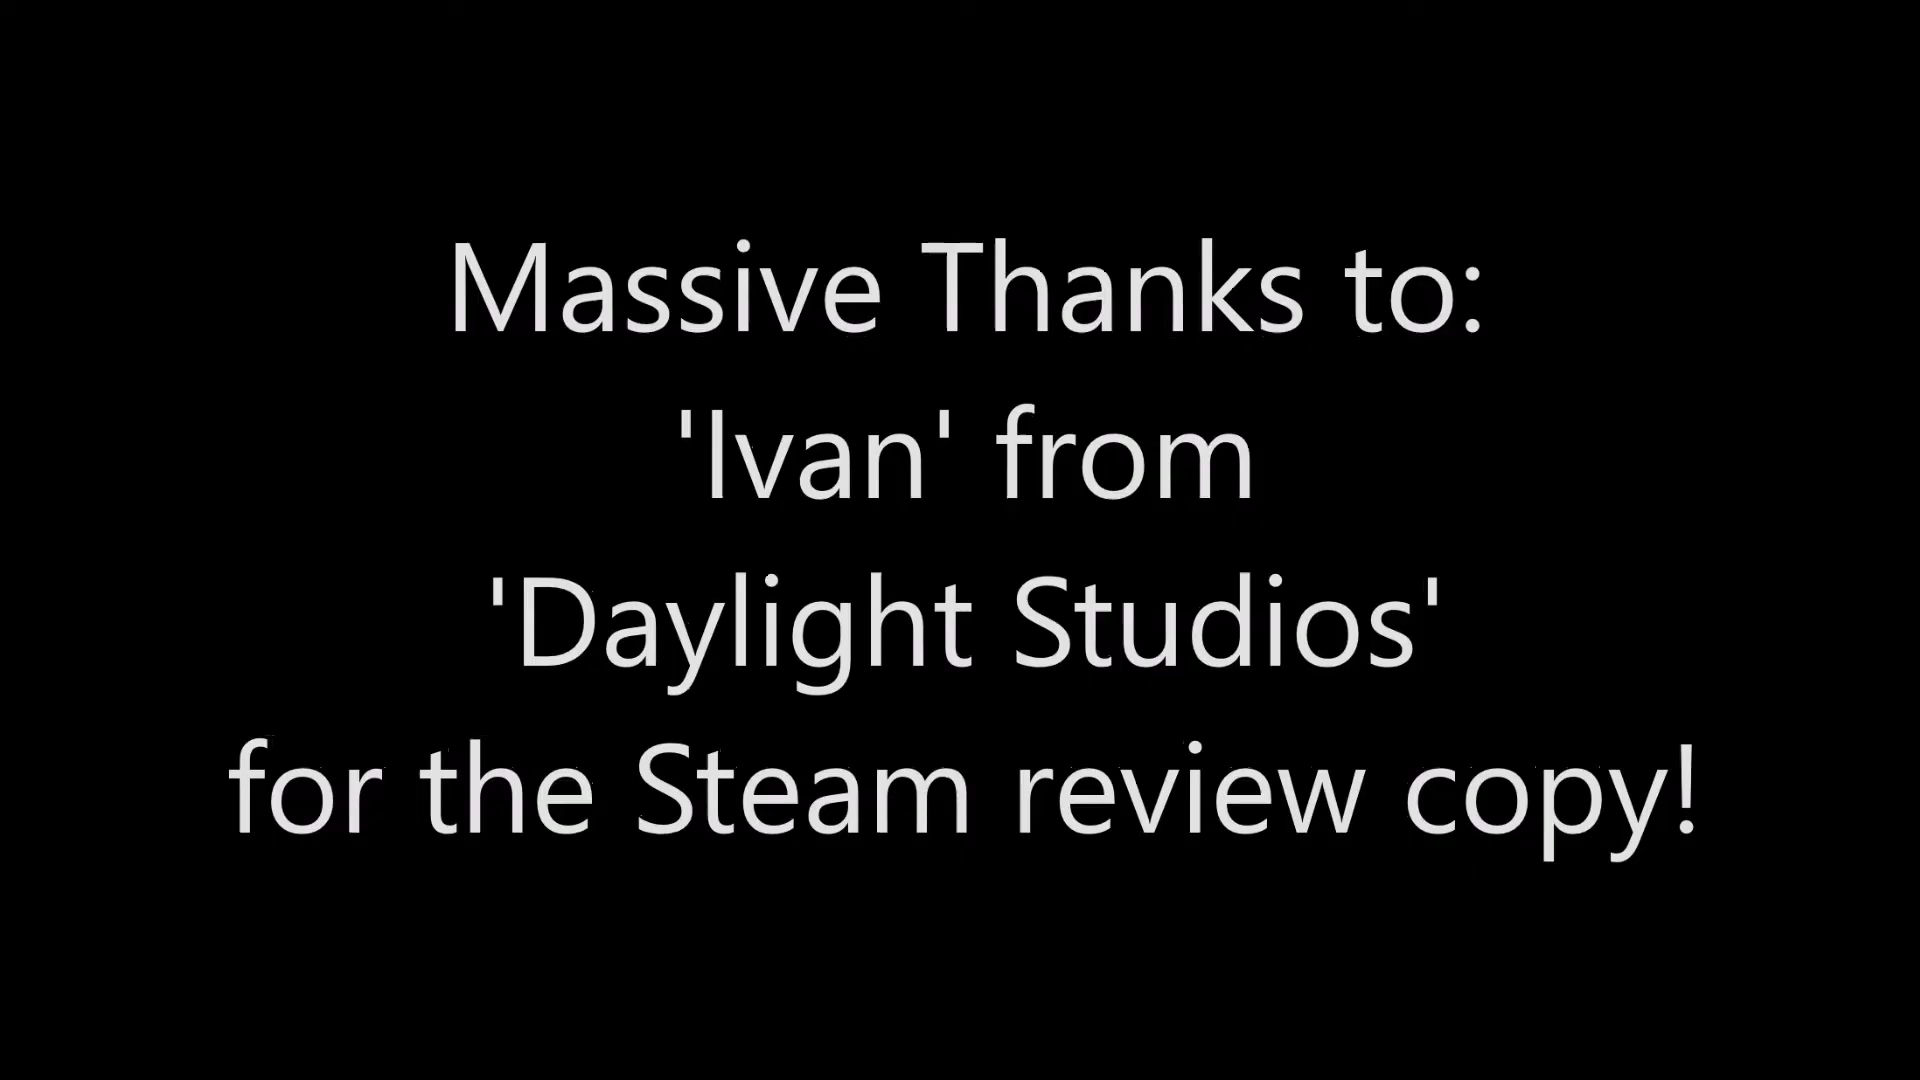 Massive Thanks to:
'Ivan' from
'Daylight Studios'
for the Steam review copy!